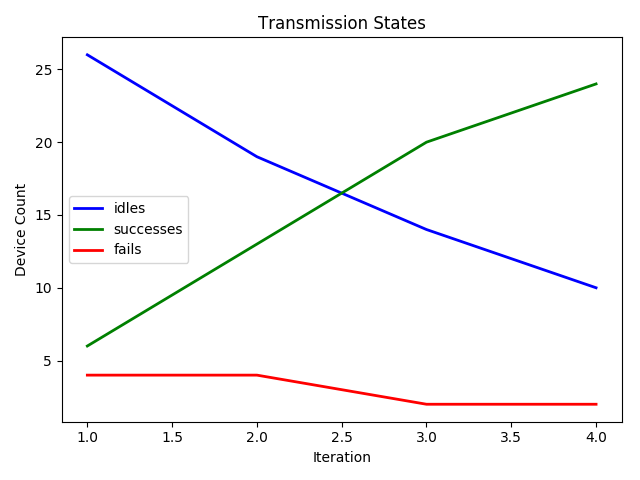 Transmission States
Device Count
25
20
15
10
5
idles
successes
fails
1.0 1.5 2.0 2.5 3.0 3.5 4.0
Iteration